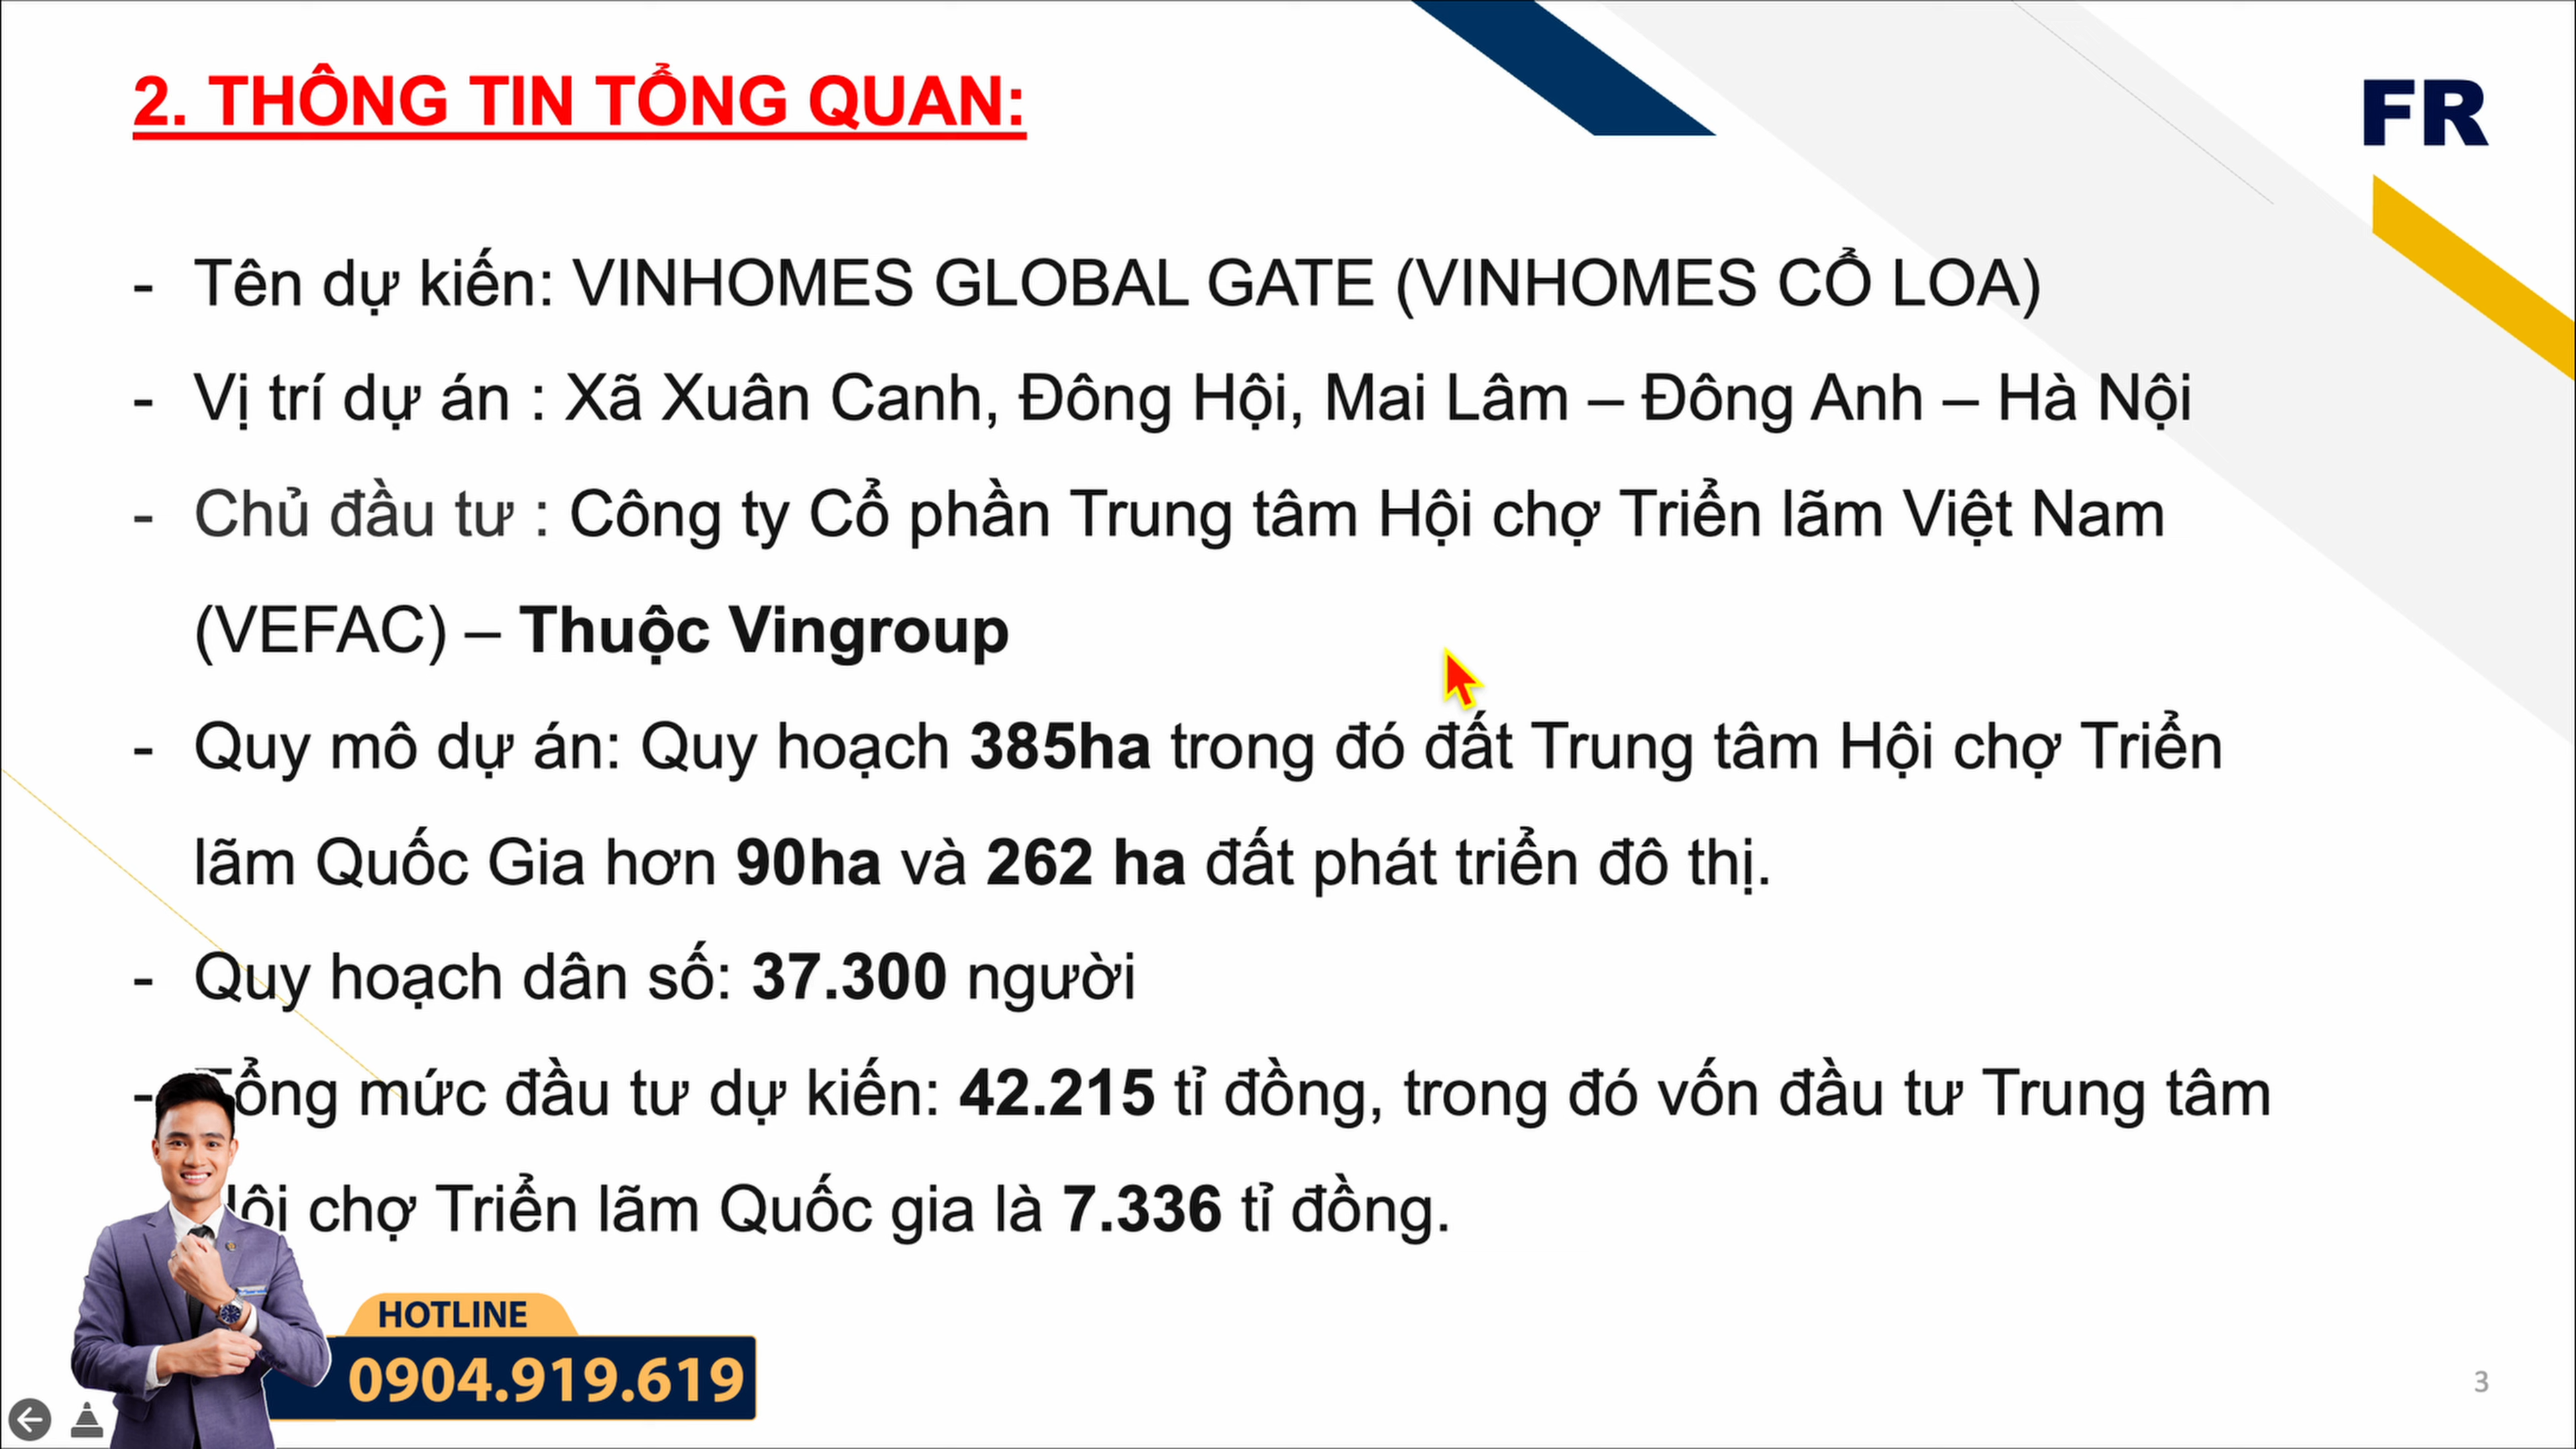 2. THÔNG TIN TỔNG QUAN:
FR
- Tên dự kiến: VINHOMES GLOBAL GATE (VINHOMES CỔ LOA)
- Vị trí dự án : Xã Xuân Canh, Đông Hội, Mai Lâm – Đông Anh – Hà Nội
- Chủ đầu tư : Công ty Cổ phần Trung tâm Hội chợ Triển lãm Việt Nam
(VEFAC) – Thuộc Vingroup
- Quy mô dự án: Quy hoạch 385ha trong đó đất Trung tâm Hội chợ Triển
lãm Quốc Gia hơn 90ha và 262 ha đất phát triển đô thị.
- Quy hoạch dân số: 37.300 người
- Tổng mức đầu tư dự kiến: 42.215 tỉ đồng, trong đó vốn đầu tư Trung tâm
Hội chợ Triển lãm Quốc gia là 7.336 tỉ đồng.
HOTLINE
0904.919.619
3